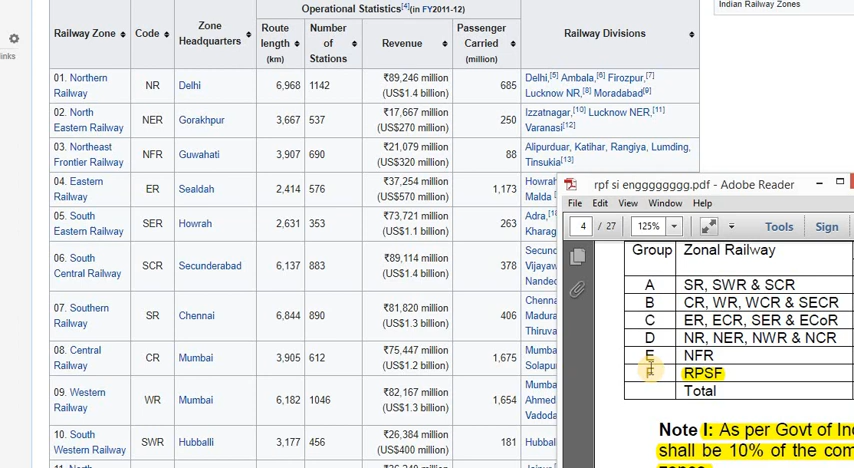 Indian Railway Zones
links
Operational Statistics[4](in FY2011-12)
Railway Zone
Code
Zone Headquarters
Route length (km)
Number of Stations
Revenue
Passenger Carried (million)
Railway Divisions
01. Northern Railway NR Delhi 6,968 1142 ₹89,246 million (US$1.4 billion) 685 Delhi,[5] Ambala,[6] Firozpur,[7] Lucknow NR,[8] Moradabad[9]
02. North Eastern Railway NER Gorakhpur 3,667 537 ₹17,667 million (US$270 million) 250 Izzatnagar,[10] Lucknow NER,[11] Varanasi[12]
03. Northeast Frontier Railway NFR Guwahati 3,907 690 ₹21,079 million (US$320 million) 88 Alipurduar, Katihar, Rangiya, Lumding, Tinsukia[13]
04. Eastern Railway ER Sealdah 2,414 576 ₹37,254 million (US$570 million) 1,173 Howrah Malda
05. South Eastern Railway SER Howrah 2,631 353 ₹73,721 million (US$1.1 billion) 263 Adra, Kharag
06. South Central Railway SCR Secunderabad 6,137 883 ₹89,114 million (US$1.4 billion) 378 Secun Vijayaw Nanded
07. Southern Railway SR Chennai 6,844 890 ₹81,820 million (US$1.3 billion) 406 Chenna Madura Thiruva
08. Central Railway CR Mumbai 3,905 612 ₹75,447 million (US$1.2 billion) 1,675 Mumba Solapu
09. Western Railway WR Mumbai 6,182 1046 ₹82,167 million (US$1.3 billion) 1,654 Mumba Ahmed Vadoda
10. South Western Railway SWR Hubballi 3,177 456 ₹26,384 million (US$400 million) 181 Hubbal
rpf si enggggggg.pdf - Adobe Reader
File Edit View Window Help
4 / 27 125% Tools Sign
Group Zonal Railway
A SR, SWR & SCR
B CR, WR, WCR & SECR
C ER, ECR, SER & ECoR
D NR, NER, NWR & NCR
E NFR
F RPSF
Total
Note I: As per Govt of Ind
shall be 10% of the com